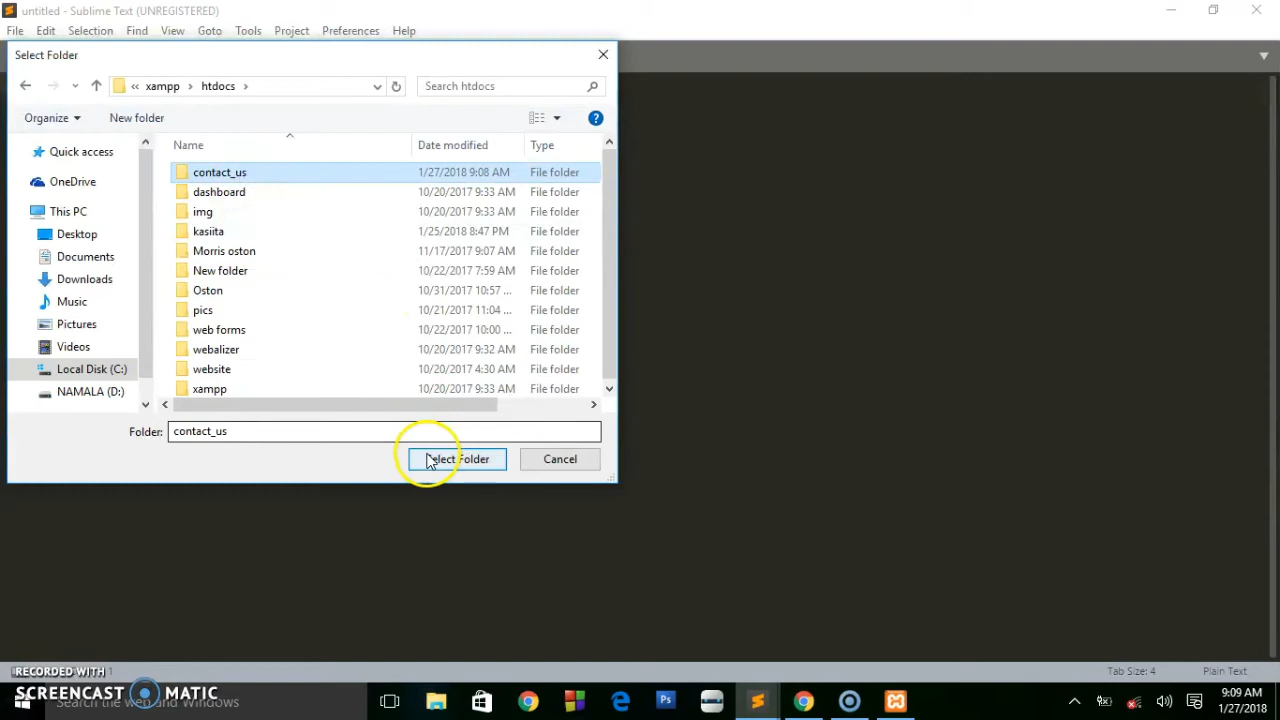 untitled - Sublime Text (UNREGISTERED)
File Edit Selection Find View Goto Tools Project Preferences Help
Select Folder
« xampp › htdocs ›
Search htdocs
Organize
New folder
Name Date modified Type
Quick access
OneDrive
This PC
Desktop
Documents
Downloads
Music
Pictures
Videos
Local Disk (C:)
NAMALA (D:)
contact_us 1/27/2018 9:08 AM File folder
dashboard 10/20/2017 9:33 AM File folder
img 10/20/2017 9:33 AM File folder
kasiita 1/25/2018 8:47 PM File folder
Morris oston 11/17/2017 9:07 AM File folder
New folder 10/22/2017 7:59 AM File folder
Oston 10/31/2017 10:57 ... File folder
pics 10/21/2017 11:04 ... File folder
web forms 10/22/2017 10:00 ... File folder
webalizer 10/20/2017 9:32 AM File folder
website 10/20/2017 4:30 AM File folder
xampp 10/20/2017 9:33 AM File folder
Folder: contact_us
Select Folder
Cancel
Tab Size: 4 Plain Text
RECORDED WITH
SCREENCAST MATIC
Search the web and Windows
9:09 AM
1/27/2018